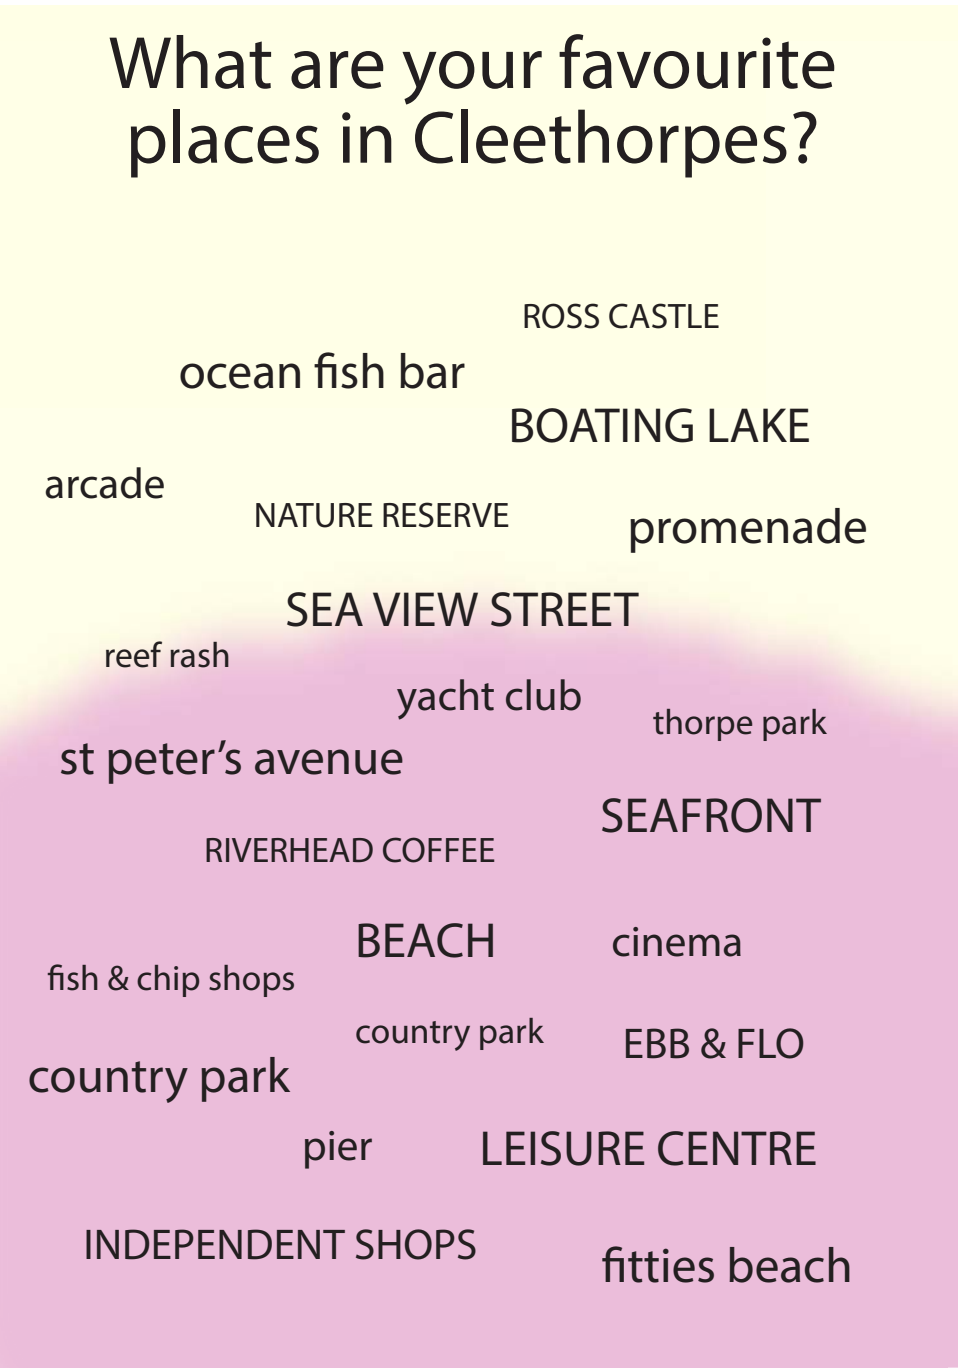 What are your favourite
places in Cleethorpes?
ROSS CASTLE
ocean fish bar
BOATING LAKE
arcade
NATURE RESERVE
promenade
SEA VIEW STREET
reef rash
yacht club
thorpe park
st peter’s avenue
SEAFRONT
RIVERHEAD COFFEE
BEACH
cinema
fish & chip shops
country park
EBB & FLO
country park
pier
LEISURE CENTRE
INDEPENDENT SHOPS
fitties beach